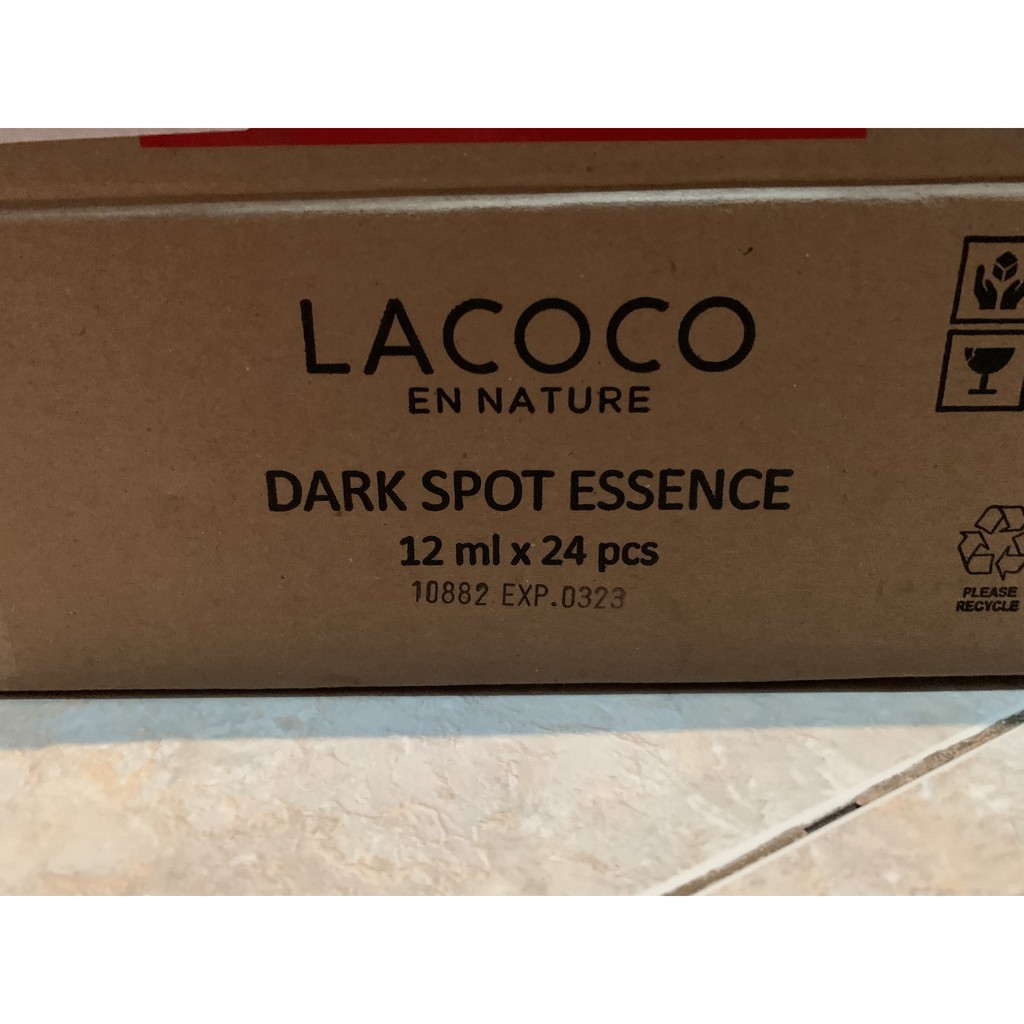 LACOCO
EN NATURE
DARK SPOT ESSENCE
12 ml x 24 pcs
10882 EXP.0323
PLEASE
RECYCLE